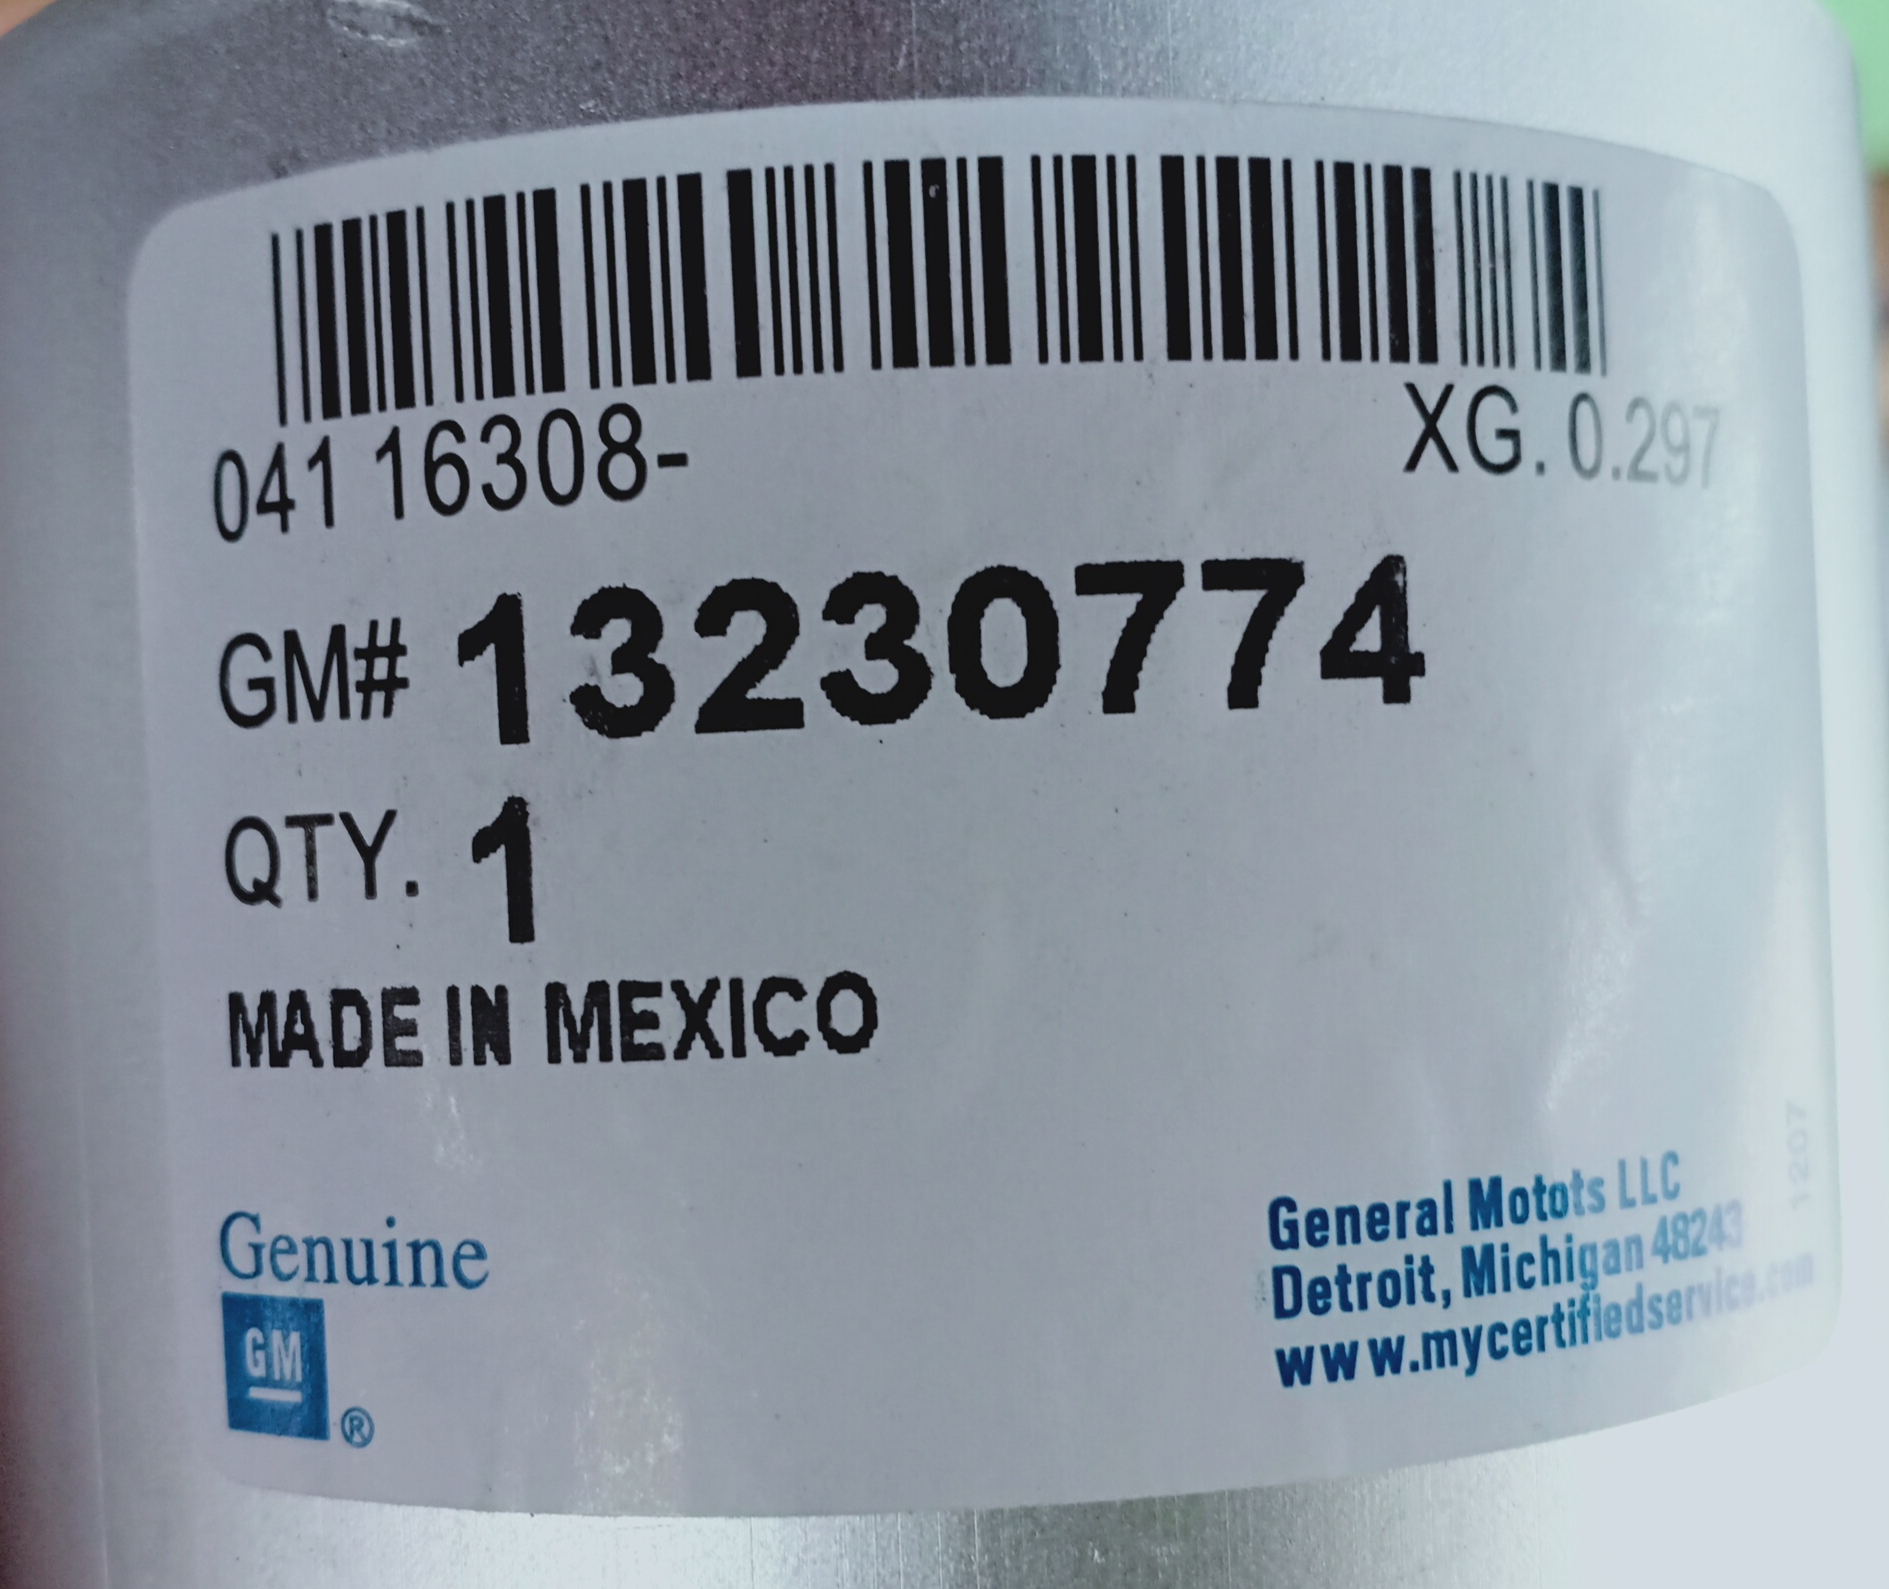 041 16308-
XG. 0.297
GM# 13230774
QTY. 1
MADE IN MEXICO
Genuine
GM
®
General Motots LLC
Detroit, Michigan 48243
www.mycertifiedservice.com
1207